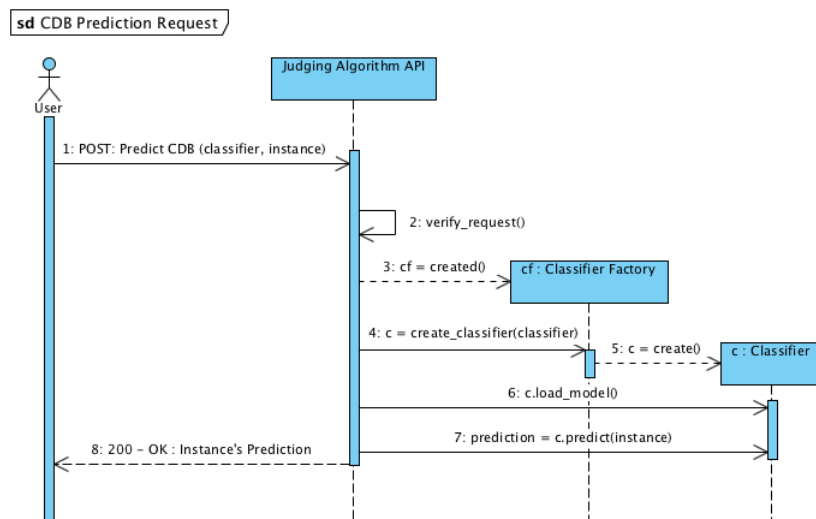 sd CDB Prediction Request
User
Judging Algorithm API
1: POST: Predict CDB (classifier, instance)
2: verify_request()
3: cf = created()
cf : Classifier Factory
4: c = create_classifier(classifier)
5: c = create()
c : Classifier
6: c.load_model()
7: prediction = c.predict(instance)
8: 200 - OK : Instance's Prediction